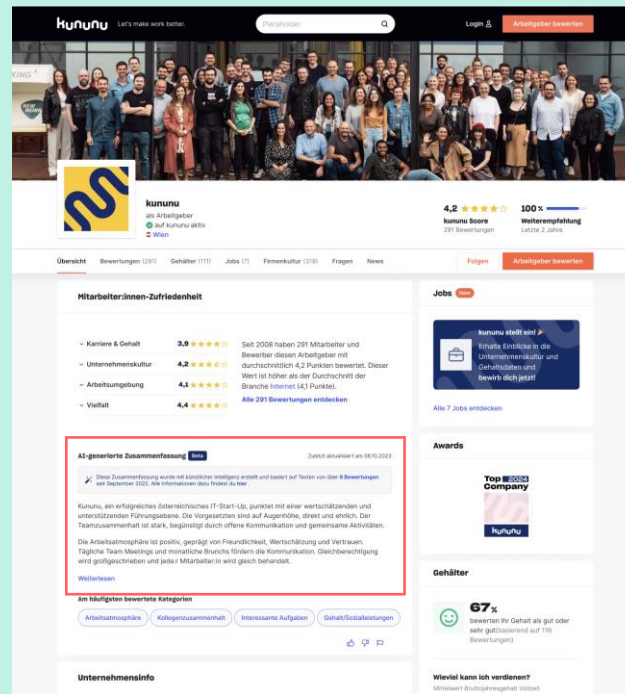 kununu
Let's make work better.
Placeholder
Login
Arbeitgeber bewerten
NEW
WORK
kununu
als Arbeitgeber
auf kununu aktiv
Wien
4,2
kununu Score
291 Bewertungen
100 %
Weiterempfehlung
Letzte 2 Jahre
Übersicht
Bewertungen (291)
Gehälter (111)
Jobs (7)
Firmenkultur (319)
Fragen
News
Folgen
Arbeitgeber bewerten
Mitarbeiter:innen-Zufriedenheit
Karriere & Gehalt 3,9
Unternehmenskultur 4,2
Arbeitsumgebung 4,1
Vielfalt 4,4
Seit 2008 haben 291 Mitarbeiter und
Bewerber diesen Arbeitgeber mit
durchschnittlich 4,2 Punkten bewertet. Dieser
Wert ist höher als der Durchschnitt der
Branche Internet (4,1 Punkte).
Alle 291 Bewertungen entdecken
AI-generierte Zusammenfassung Beta
Zuletzt aktualisiert am 06.10.2023
Diese Zusammenfassung wurde mit künstlicher Intelligenz erstellt und basiert auf Texten von über 8 Bewertungen
seit September 2022. Alle Informationen dazu findest du hier.
Kununu, ein erfolgreiches österreichisches IT-Start-Up, punktet mit einer wertschätzenden und
unterstützenden Führungsebene. Die Vorgesetzten sind auf Augenhöhe, direkt und ehrlich. Der
Teamzusammenhalt ist stark, begünstigt durch offene Kommunikation und gemeinsame Aktivitäten.
Die Arbeitsatmosphäre ist positiv, geprägt von Freundlichkeit, Wertschätzung und Vertrauen.
Tägliche Team Meetings und monatliche Brunchs fördern die Kommunikation. Gleichberechtigung
wird großgeschrieben und jede:r Mitarbeiter:in wird gleich behandelt.
Weiterlesen
Am häufigsten bewertete Kategorien
Arbeitsatmosphäre
Kollegenzusammenhalt
Interessante Aufgaben
Gehalt/Sozialleistungen
Unternehmensinfo
Jobs New
kununu stellt ein!
Erhalte Einblicke in die
Unternehmenskultur und
Gehaltsdaten und
bewirb dich jetzt!
Alle 7 Jobs entdecken
Awards
Top 2024
Company
kununu
Gehälter
67%
bewerten ihr Gehalt als gut oder
sehr gut(basierend auf 116
Bewertungen)
Wieviel kann ich verdienen?
Mittelwert Bruttojahresgehalt Vollzeit